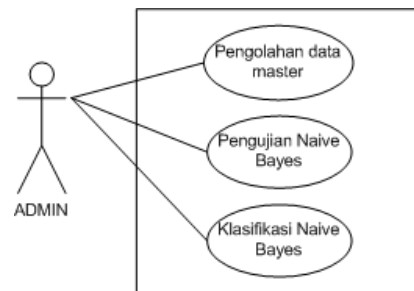 Pengolahan data
master
Pengujian Naive
Bayes
ADMIN
Klasifikasi Naive
Bayes